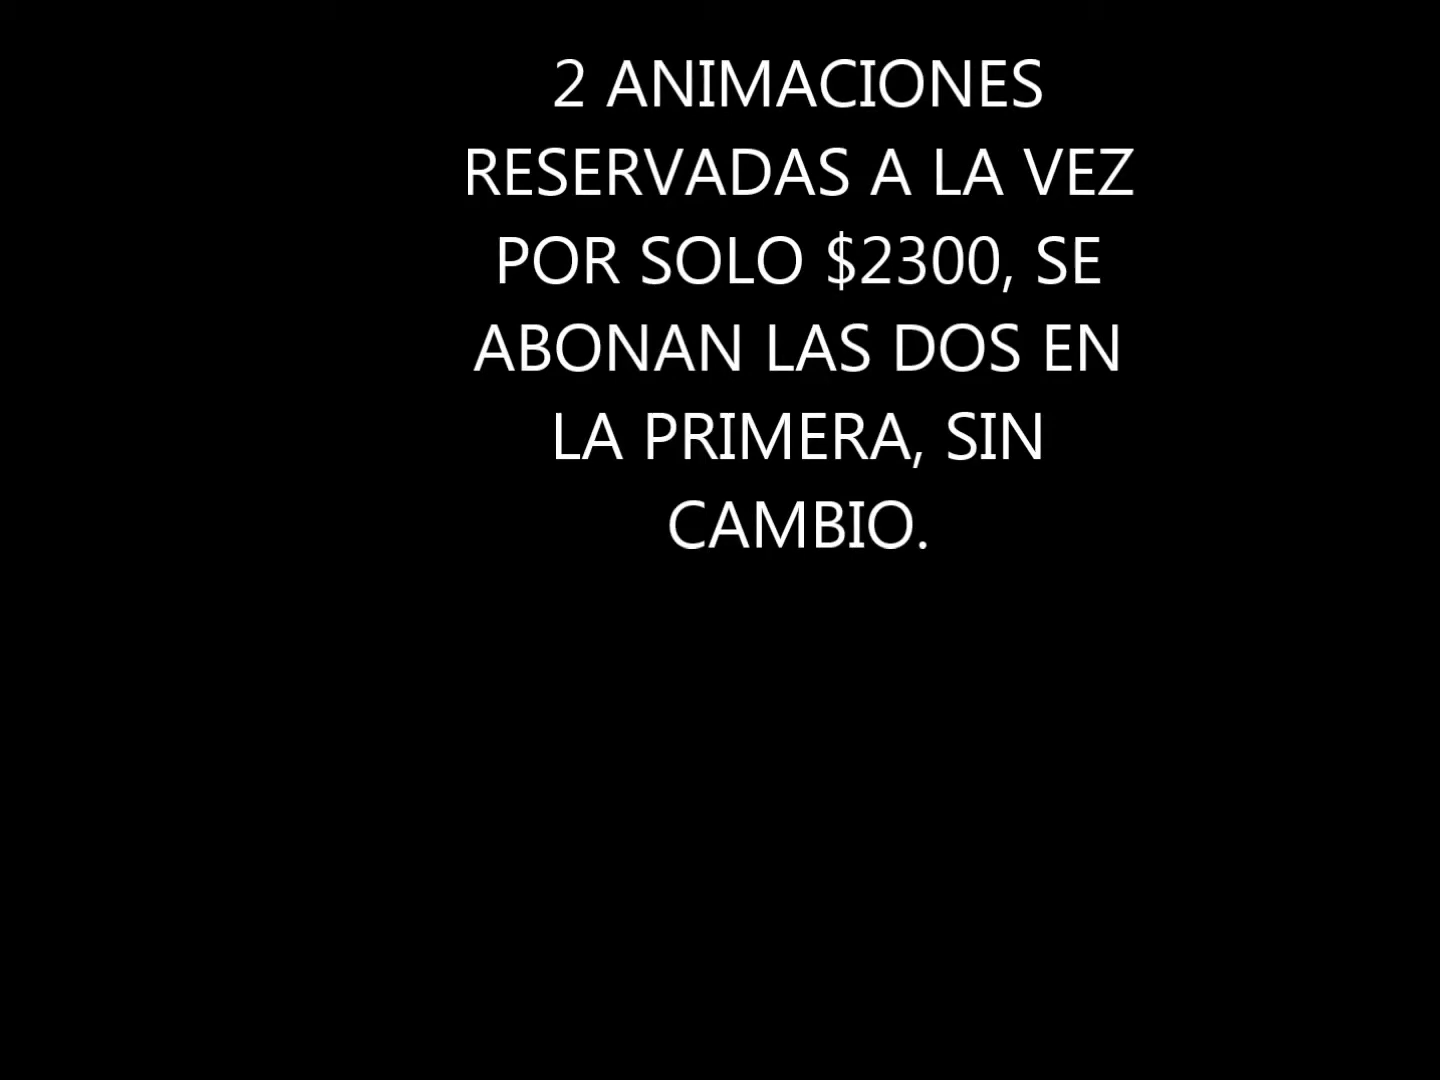 2 ANIMACIONES
RESERVADAS A LA VEZ
POR SOLO $2300, SE
ABONAN LAS DOS EN
LA PRIMERA, SIN
CAMBIO.